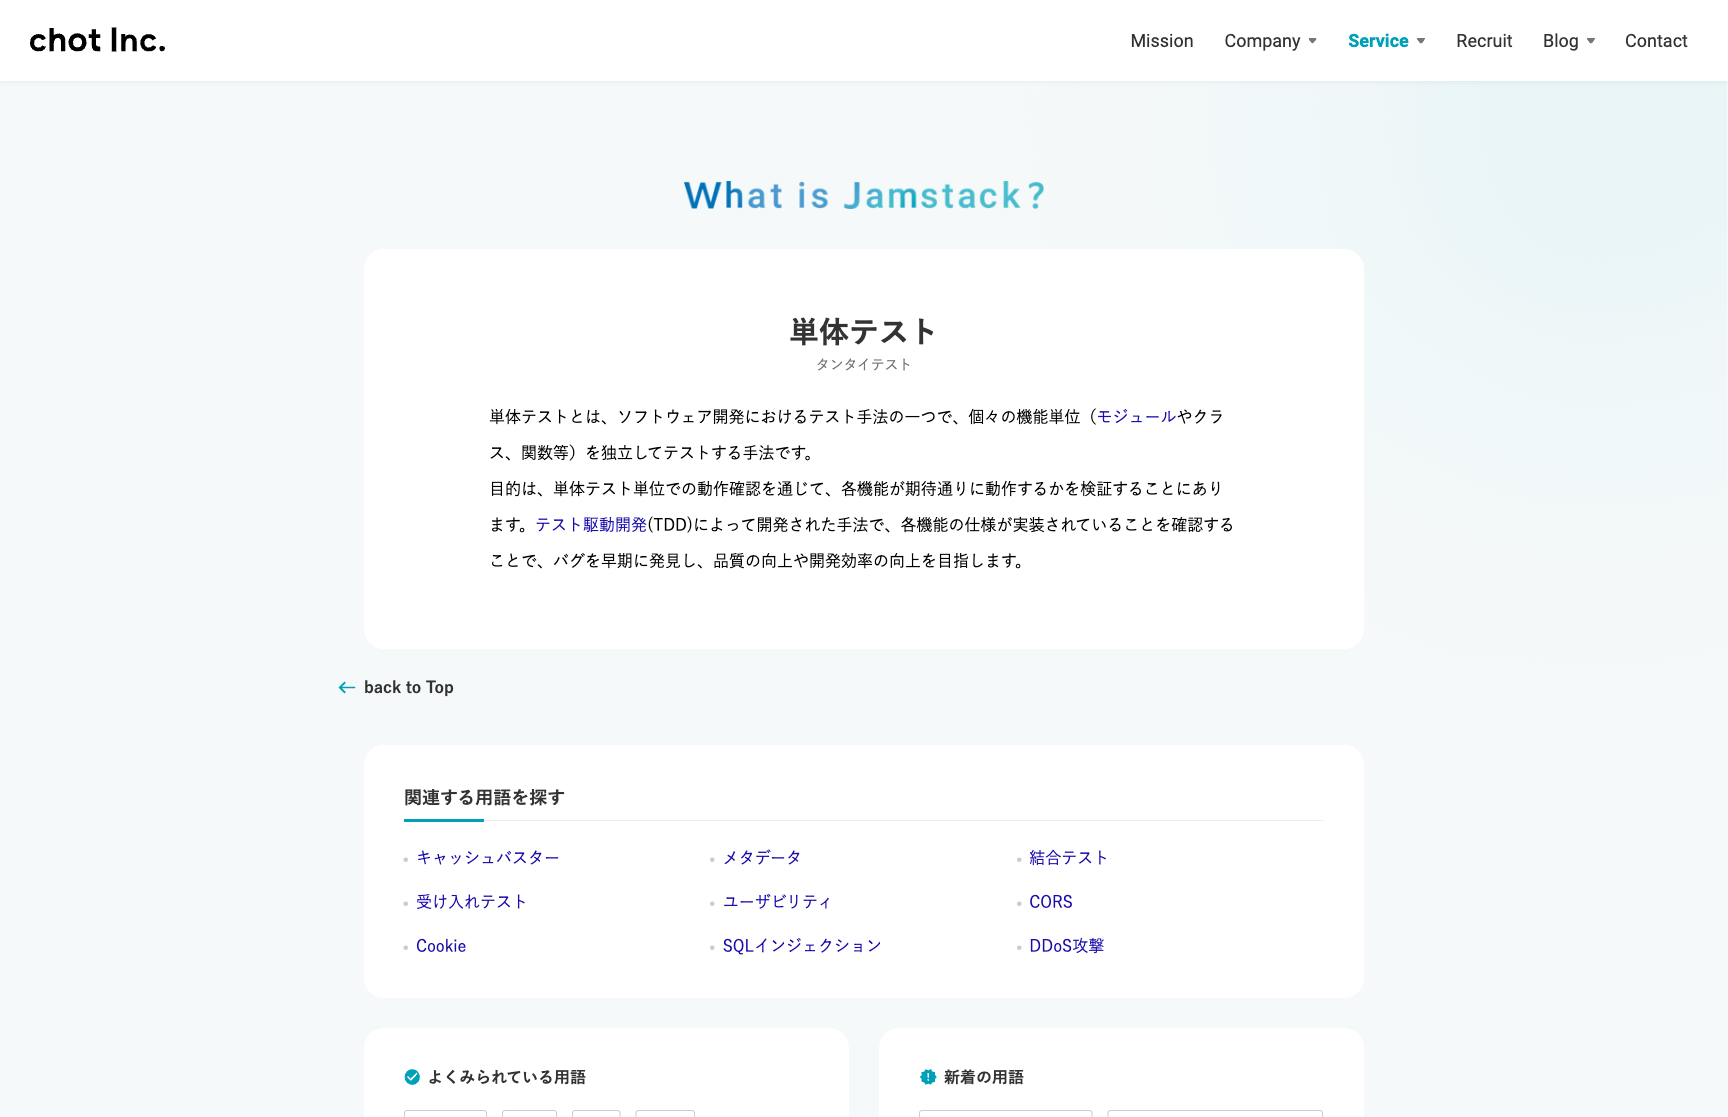 chot Inc.
Mission Company Service Recruit Blog Contact
What is Jamstack?
単体テスト
タンタイテスト
単体テストとは、ソフトウェア開発におけるテスト手法の一つで、個々の機能単位（モジュールやクラ
ス、関数等）を独立してテストする手法です。
目的は、単体テスト単位での動作確認を通じて、各機能が期待通りに動作するかを検証することにあり
ます。テスト駆動開発(TDD)によって開発された手法で、各機能の仕様が実装されていることを確認する
ことで、バグを早期に発見し、品質の向上や開発効率の向上を目指します。
back to Top
関連する用語を探す
キャッシュバスター メタデータ 結合テスト
受け入れテスト ユーザビリティ CORS
Cookie SQLインジェクション DDoS攻撃
よくみられている用語 新着の用語